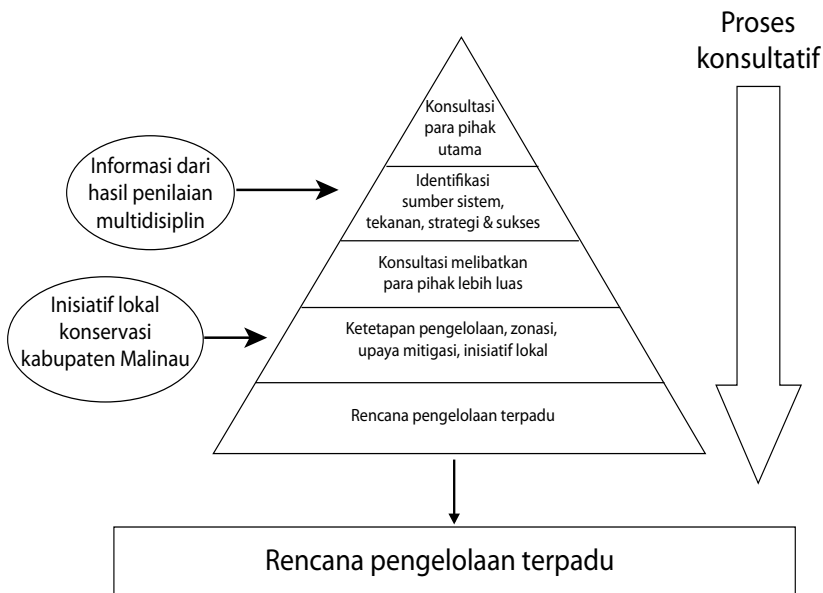 Proses
konsultatif
Konsultasi
para pihak
utama
Informasi dari
hasil penilaian
multidisiplin
Identifikasi
sumber sistem,
tekanan, strategi & sukses
Konsultasi melibatkan
para pihak lebih luas
Inisiatif lokal
konservasi
kabupaten Malinau
Ketetapan pengelolaan, zonasi,
upaya mitigasi, inisiatif lokal
Rencana pengelolaan terpadu
Rencana pengelolaan terpadu